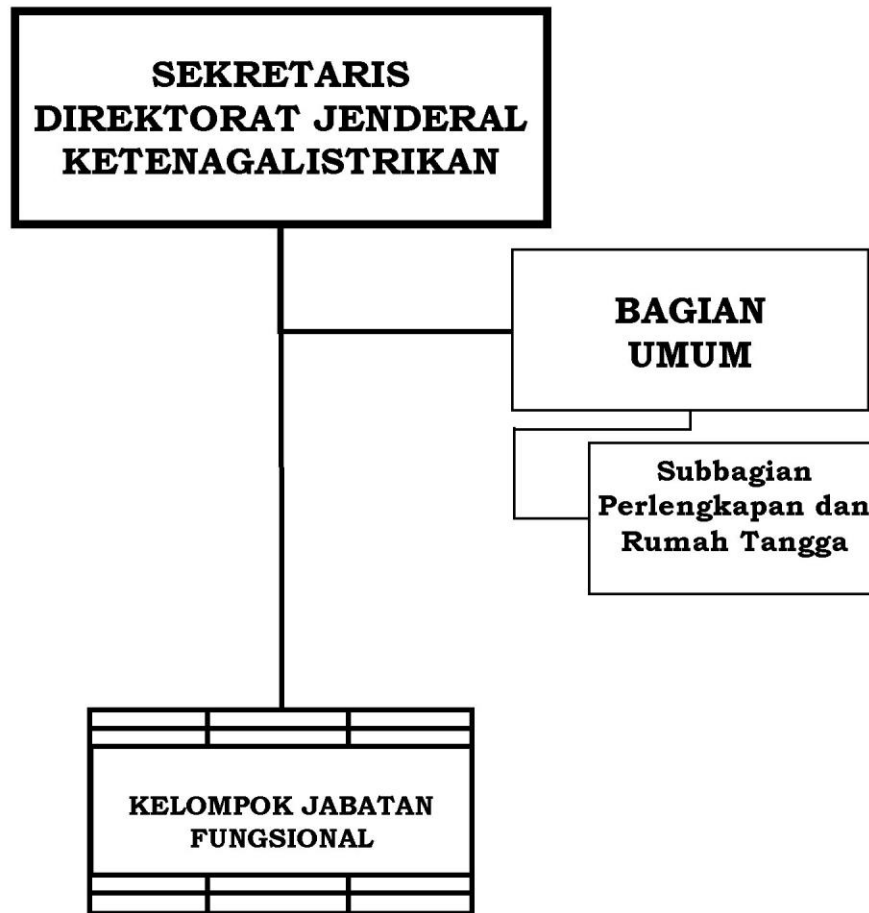 SEKRETARIS
DIREKTORAT JENDERAL
KETENAGALISTRIKAN
BAGIAN
UMUM
Subbagian
Perlengkapan dan
Rumah Tangga
KELOMPOK JABATAN
FUNGSIONAL